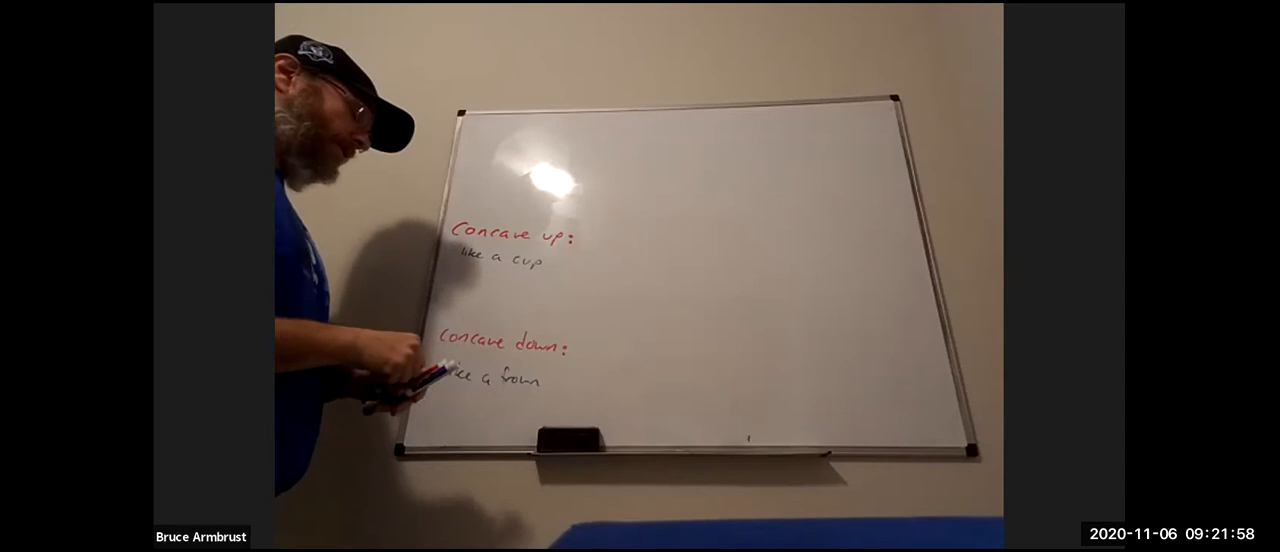 Concave up:
like a cup
concave down:
like a frown
Bruce Armbrust
2020-11-06 09:21:58